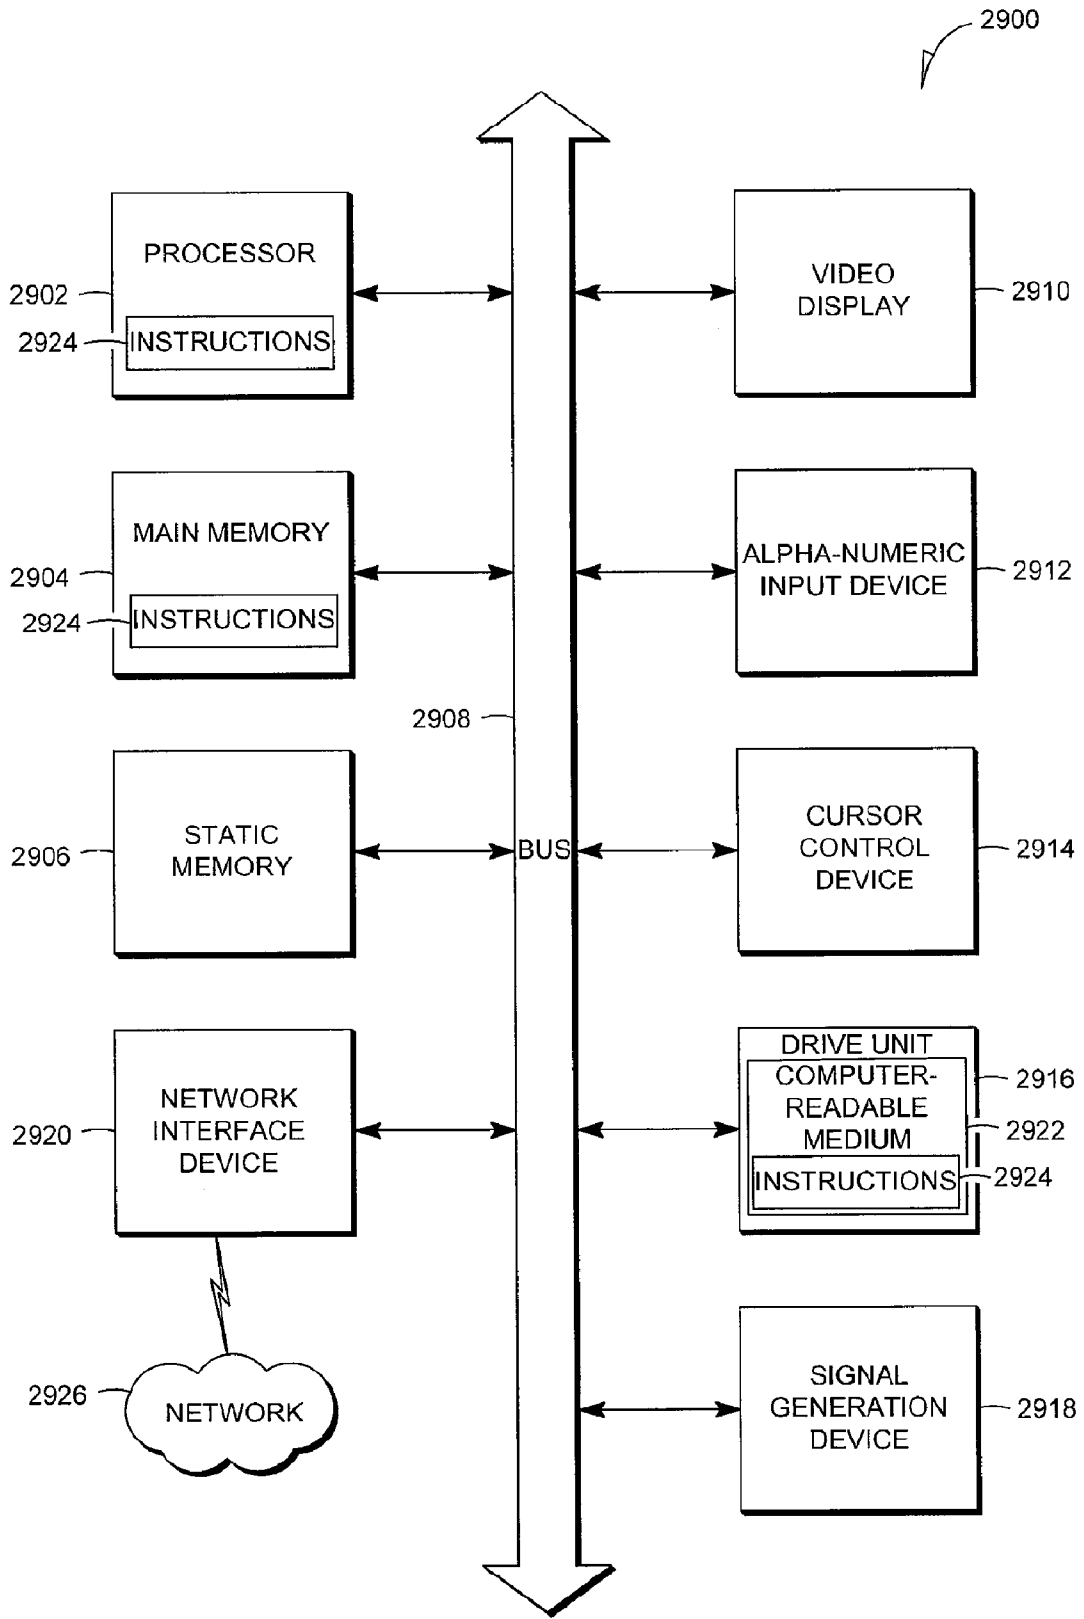 2900
PROCESSOR
2902
2924
INSTRUCTIONS
VIDEO
DISPLAY
2910
MAIN MEMORY
2904
2924
INSTRUCTIONS
ALPHA-NUMERIC
INPUT DEVICE
2912
2908
STATIC
MEMORY
2906
BUS
CURSOR
CONTROL
DEVICE
2914
NETWORK
INTERFACE
DEVICE
2920
DRIVE UNIT
2916
COMPUTER-
READABLE
MEDIUM
2922
INSTRUCTIONS
2924
2926
NETWORK
SIGNAL
GENERATION
DEVICE
2918